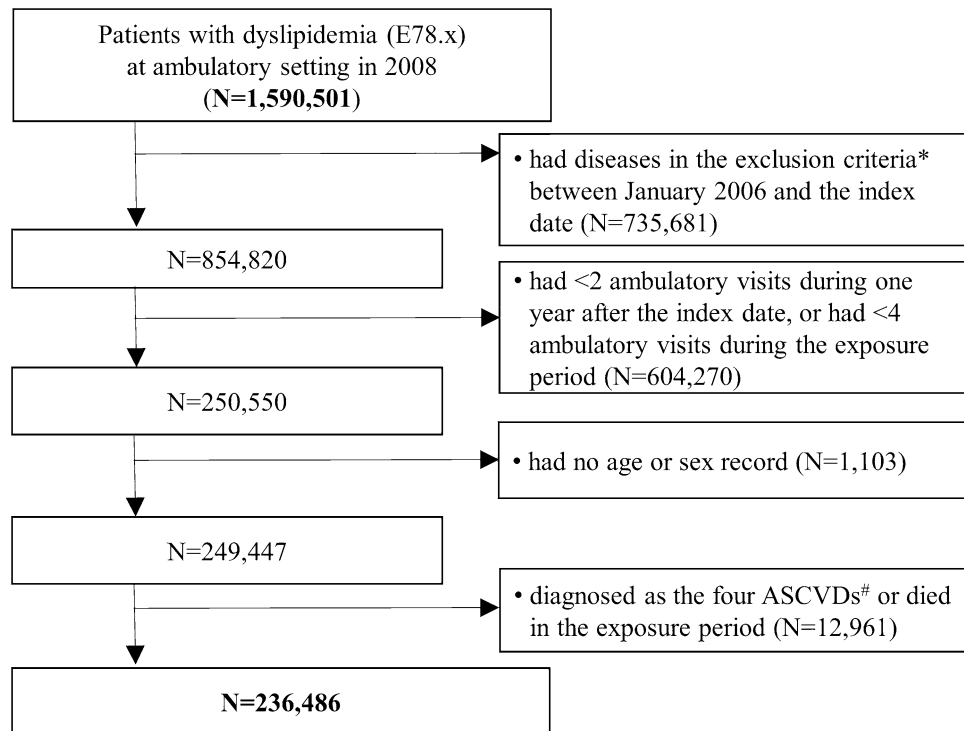 Patients with dyslipidemia (E78.x)
at ambulatory setting in 2008
(N=1,590,501)
• had diseases in the exclusion criteria*
between January 2006 and the index
date (N=735,681)
N=854,820
• had <2 ambulatory visits during one
year after the index date, or had <4
ambulatory visits during the exposure
period (N=604,270)
N=250,550
• had no age or sex record (N=1,103)
N=249,447
• diagnosed as the four ASCVDs# or died
in the exposure period (N=12,961)
N=236,486